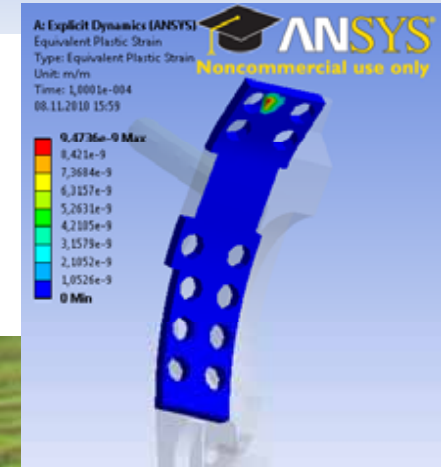 A: Explicit Dynamics (ANSYS)
Equivalent Plastic Strain
Type: Equivalent Plastic Strain
Unit: m/m
Time: 1,0001e-004
08.11.2010 15:59
ANSYS
Noncommercial use only
9,4736e-9 Max
8,421e-9
7,3684e-9
6,3157e-9
5,2631e-9
4,2105e-9
3,1579e-9
2,1052e-9
1,0526e-9
0 Min